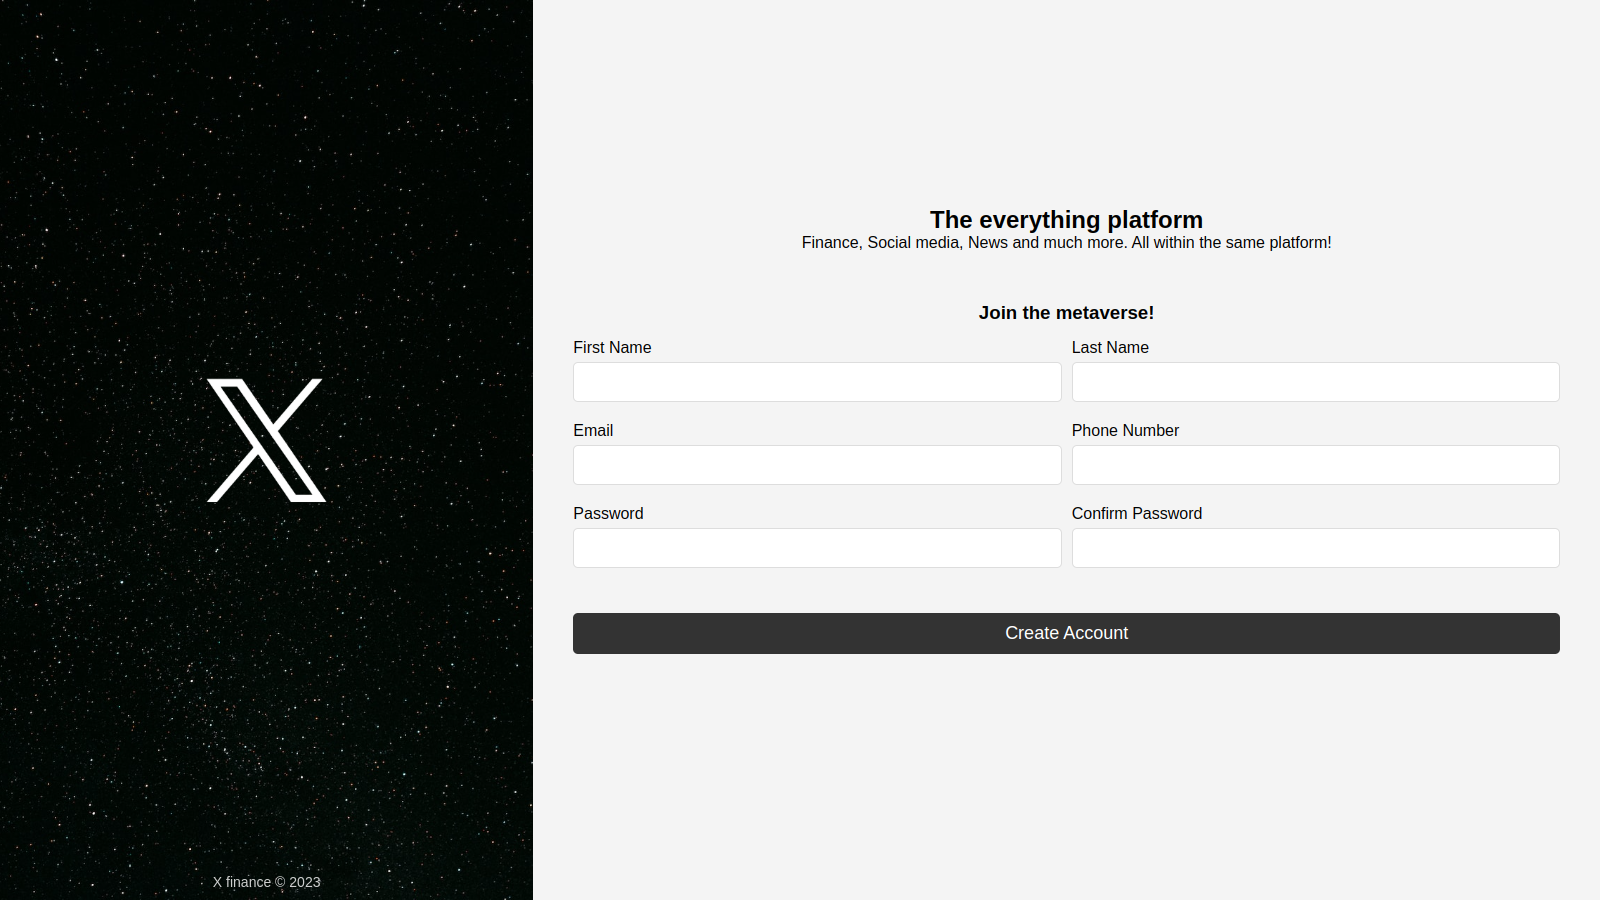 The everything platform
Finance, Social media, News and much more. All within the same platform!
Join the metaverse!
First Name
Last Name
Email
Phone Number
Password
Confirm Password
Create Account
X
X finance © 2023